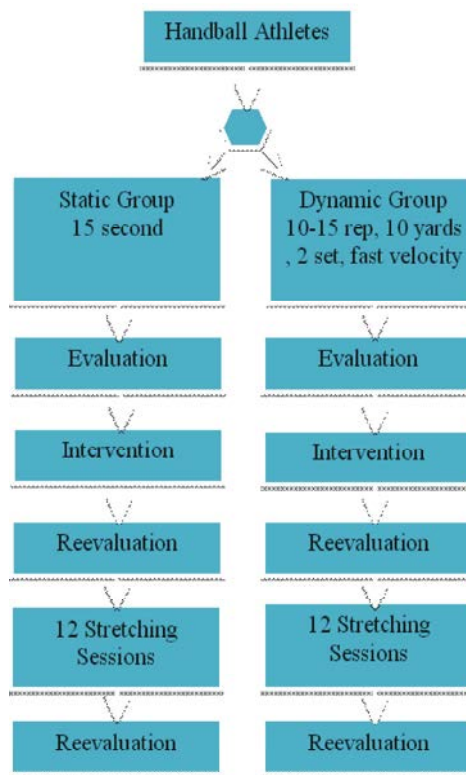 Handball Athletes
Static Group
15 second
Dynamic Group
10-15 rep, 10 yards
, 2 set, fast velocity
Evaluation
Evaluation
Intervention
Intervention
Reevaluation
Reevaluation
12 Stretching
Sessions
12 Stretching
Sessions
Reevaluation
Reevaluation